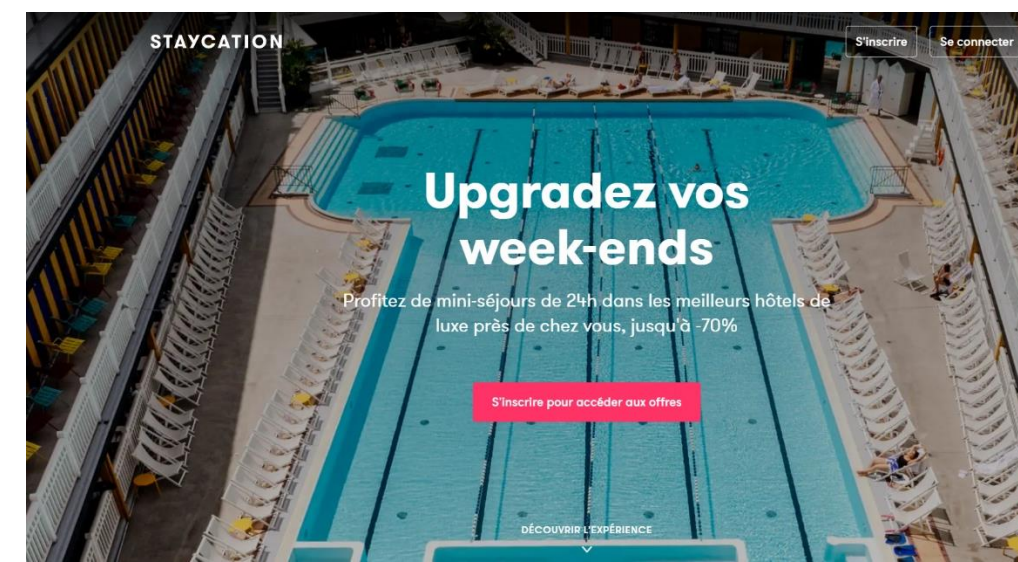 STAYCATION
S'inscrire
Se connecter
Upgradez vos
week-ends
Profitez de mini-séjours de 24h dans les meilleurs hôtels de
luxe près de chez vous, jusqu'à -70%
S'inscrire pour accéder aux offres
DÉCOUVRIR L'EXPÉRIENCE